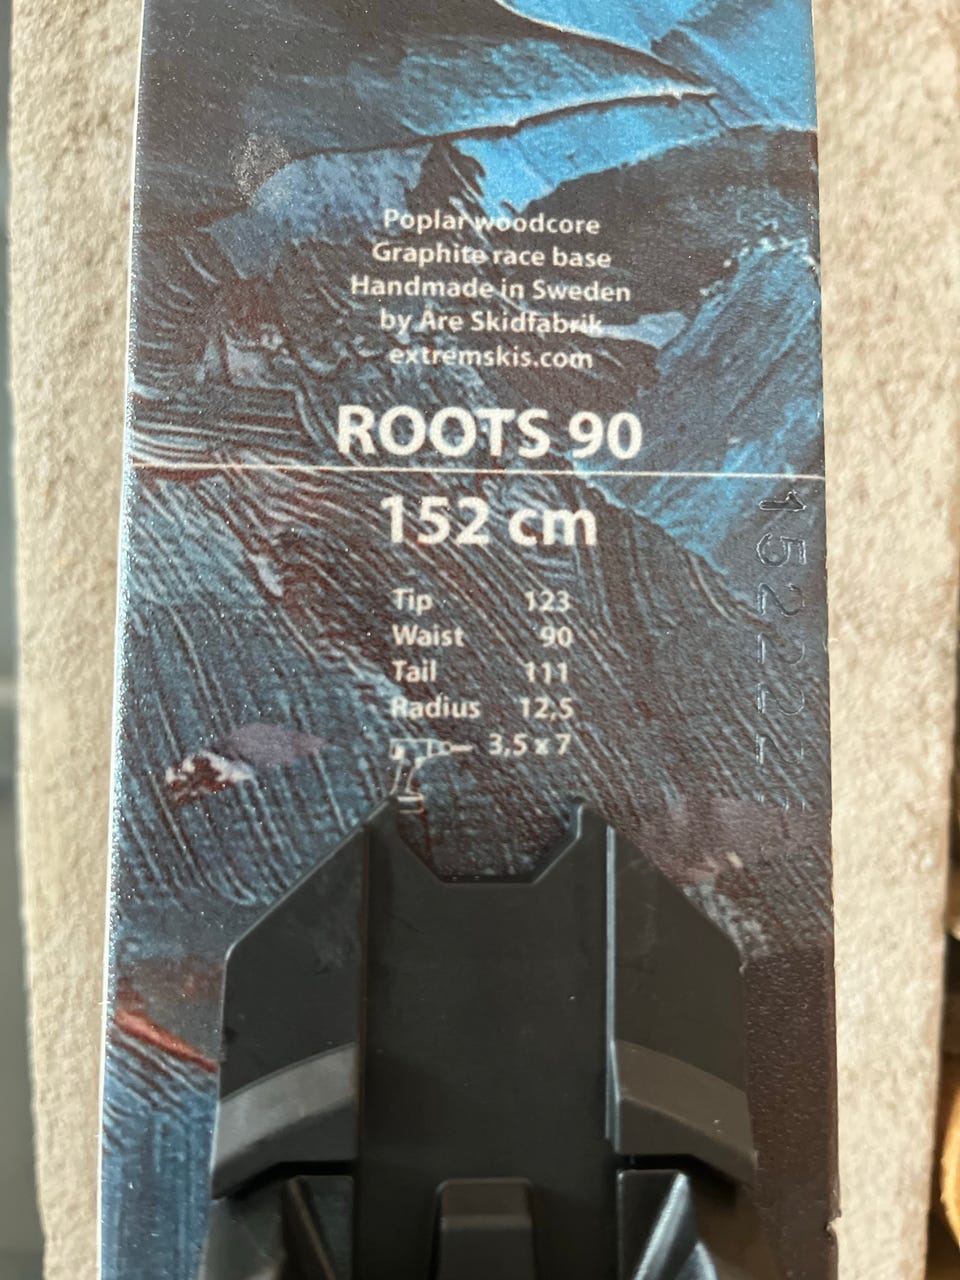 Poplar woodcore
Graphite race base
Handmade in Sweden
by Åre Skidfabrik
extremskis.com
ROOTS 90
152 cm
Tip 123
Waist 90
Tail 111
Radius 12,5
3,5 x 7